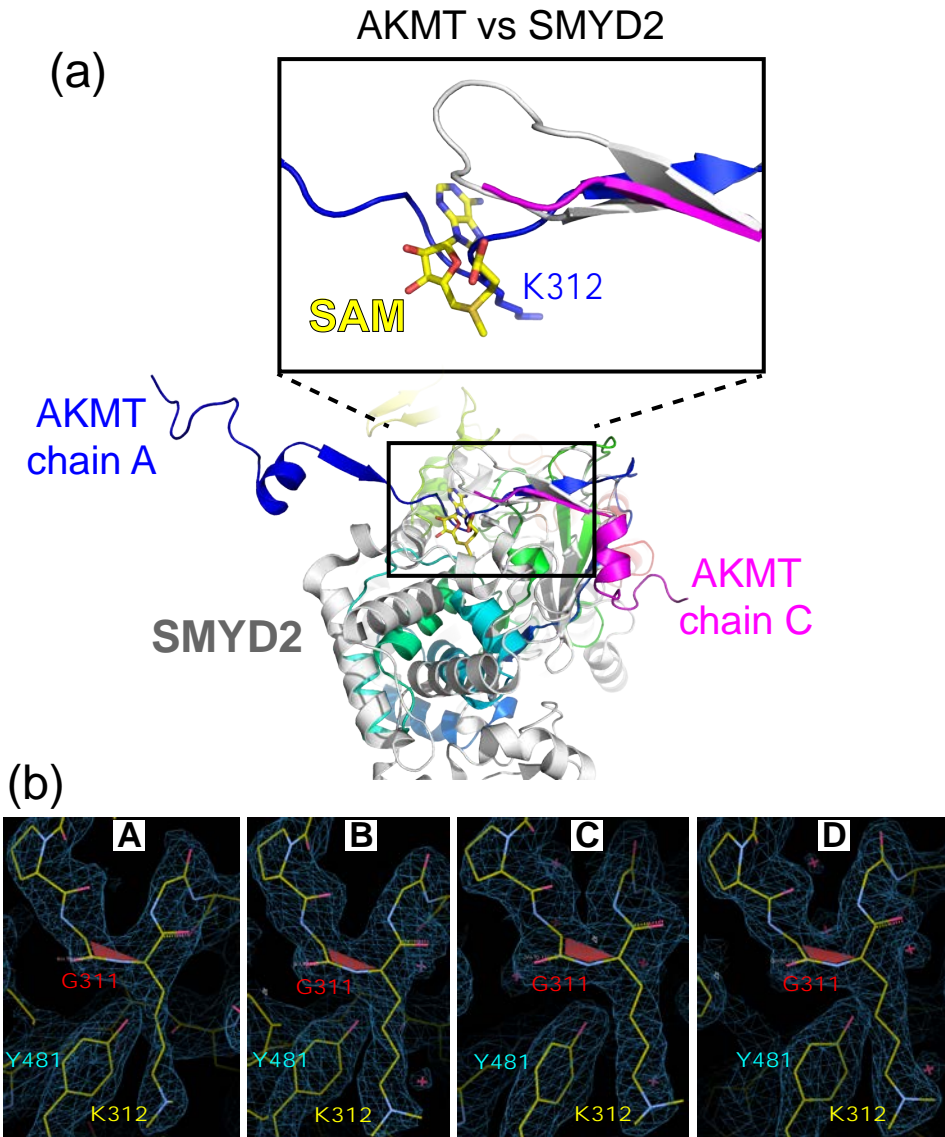 AKMT vs SMYD2
(a)
K312
SAM
AKMT
chain A
AKMT
chain C
SMYD2
(b)
A
B
C
D
G311
G311
G311
G311
Y481
Y481
Y481
Y481
K312
K312
K312
K312